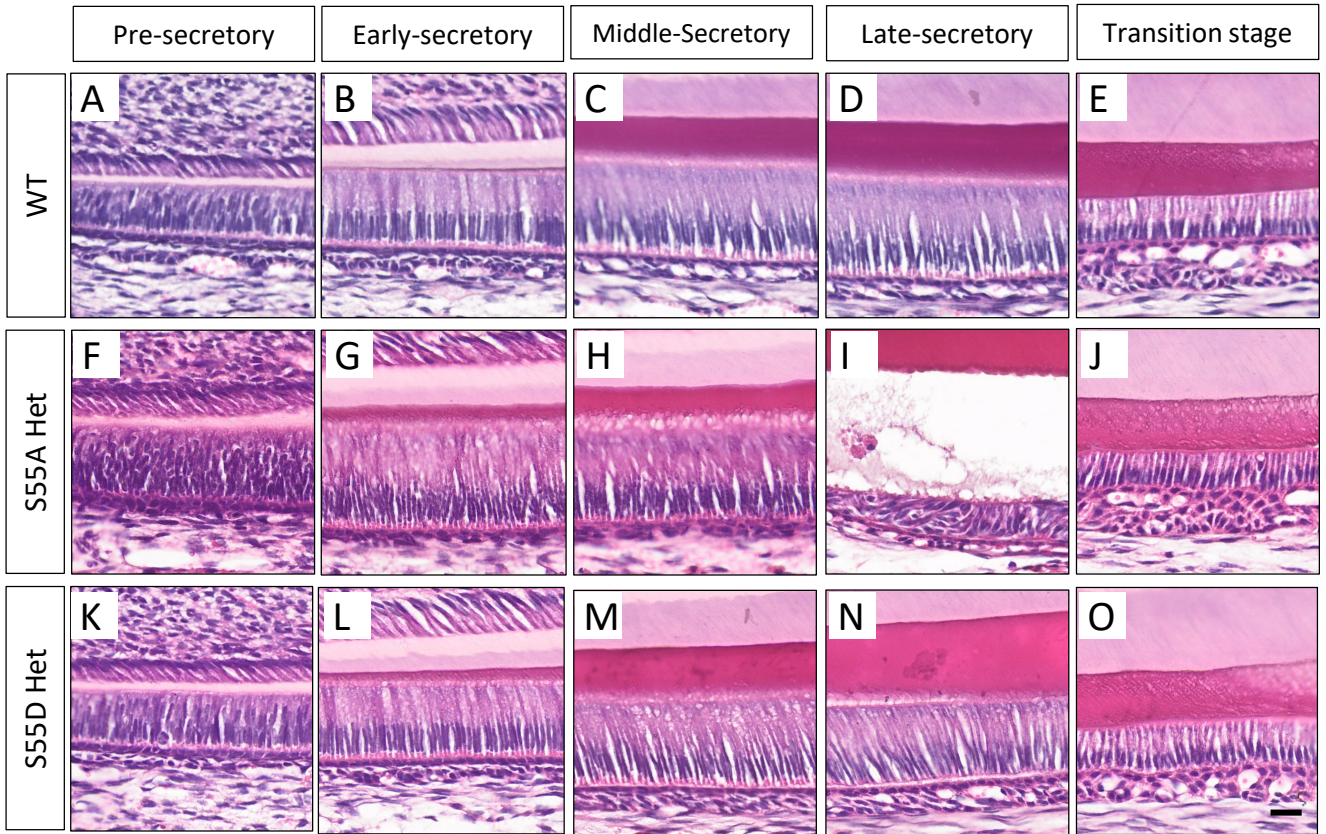 Pre-secretory
Early-secretory
Middle-Secretory
Late-secretory
Transition stage
WT
A
B
C
D
E
S55A Het
F
G
H
I
J
S55D Het
K
L
M
N
O